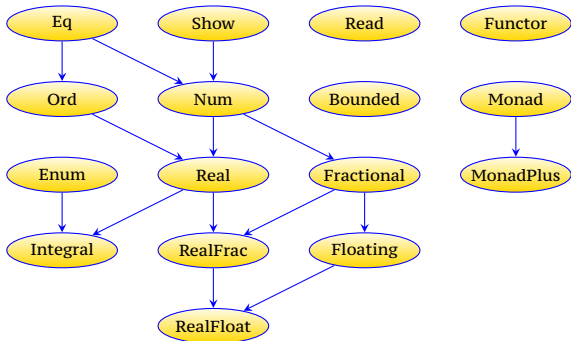 Eq
Show
Read
Functor
Ord
Num
Bounded
Monad
Enum
Real
Fractional
MonadPlus
Integral
RealFrac
Floating
RealFloat